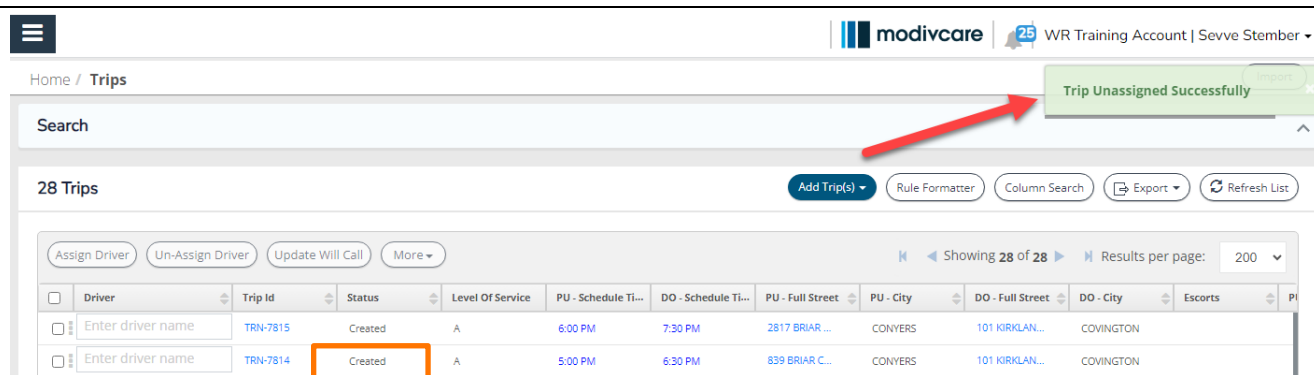 modivcare 25 WR Training Account | Sevve Stember
Home / Trips
Import
Trip Unassigned Successfully
Search
28 Trips
Add Trip(s) Rule Formatter Column Search Export Refresh List
Assign Driver Un-Assign Driver Update Will Call More Showing 28 of 28 Results per page: 200
Driver Trip Id Status Level Of Service PU - Schedule Ti... DO - Schedule Ti... PU - Full Street PU - City DO - Full Street DO - City Escorts
Enter driver name TRN-7815 Created A 6:00 PM 7:30 PM 2817 BRIAR ... CONYERS 101 KIRKLAN... COVINGTON
Enter driver name TRN-7814 Created A 5:00 PM 6:30 PM 839 BRIAR C... CONYERS 101 KIRKLAN... COVINGTON